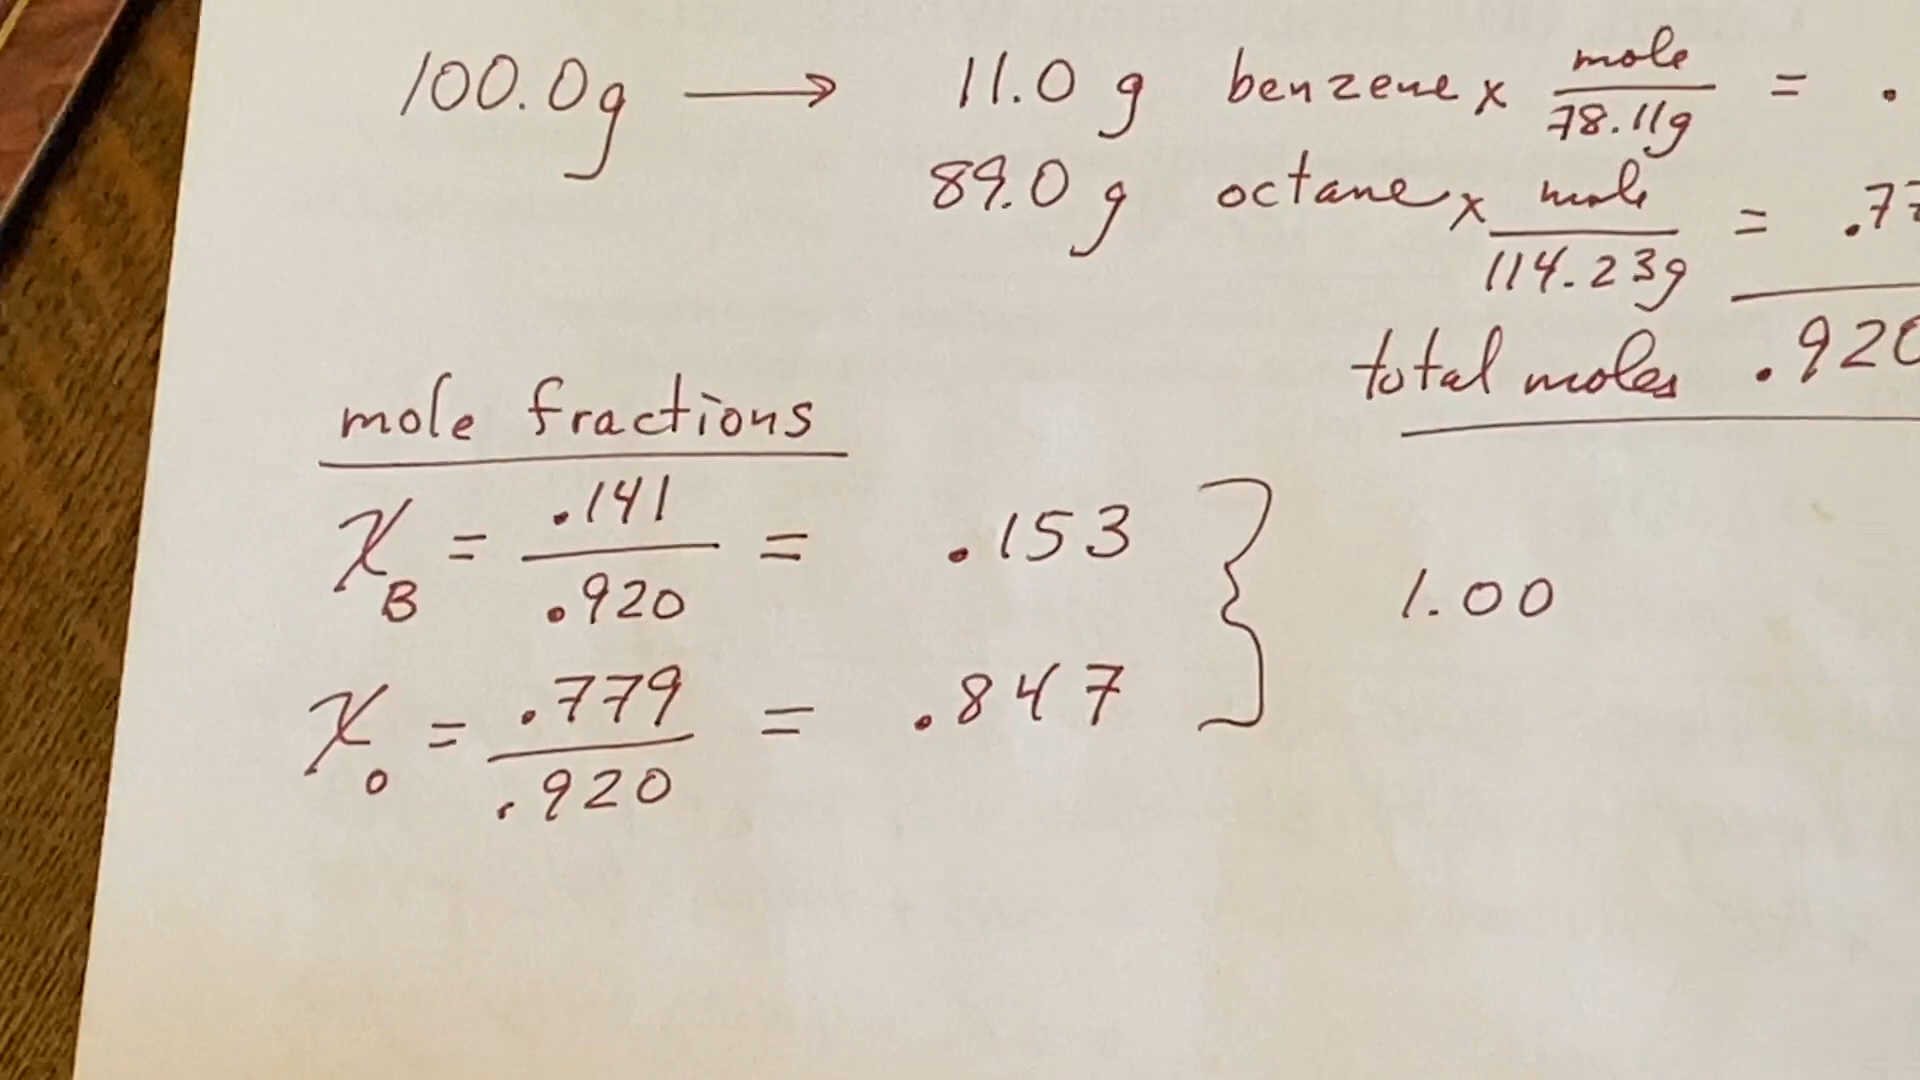 100.0g → 11.0 g benzene x mole/78.11g = .
89.0 g octane x mole/114.23g = .77
total moles .920
mole fractions
χB = .141/.920 = .153
χo = .779/.920 = .847
} 1.00